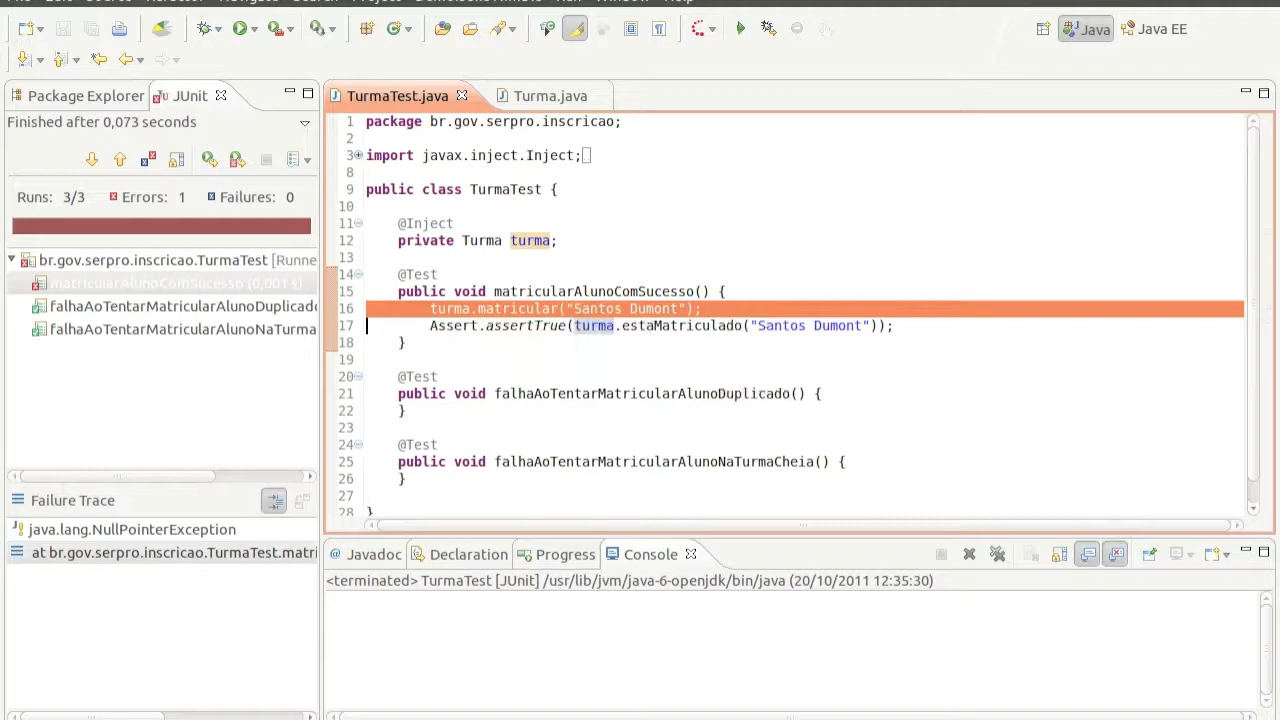 Java
Java EE
Package Explorer
JUnit
Finished after 0,073 seconds
Runs: 3/3
Errors: 1
Failures: 0
br.gov.serpro.inscricao.TurmaTest [Runne
matricularAlunoComSucesso (0,001 s)
falhaAoTentarMatricularAlunoDuplicado
falhaAoTentarMatricularAlunoNaTurma
Failure Trace
java.lang.NullPointerException
at br.gov.serpro.inscricao.TurmaTest.matri
TurmaTest.java
Turma.java
1 package br.gov.serpro.inscricao;
2
3 import javax.inject.Inject;
8
9 public class TurmaTest {
10
11 @Inject
12 private Turma turma;
13
14 @Test
15 public void matricularAlunoComSucesso() {
16 turma.matricular("Santos Dumont");
17 Assert.assertTrue(turma.estaMatriculado("Santos Dumont"));
18 }
19
20 @Test
21 public void falhaAoTentarMatricularAlunoDuplicado() {
22 }
23
24 @Test
25 public void falhaAoTentarMatricularAlunoNaTurmaCheia() {
26 }
27
28 }
Javadoc
Declaration
Progress
Console
<terminated> TurmaTest [JUnit] /usr/lib/jvm/java-6-openjdk/bin/java (20/10/2011 12:35:30)